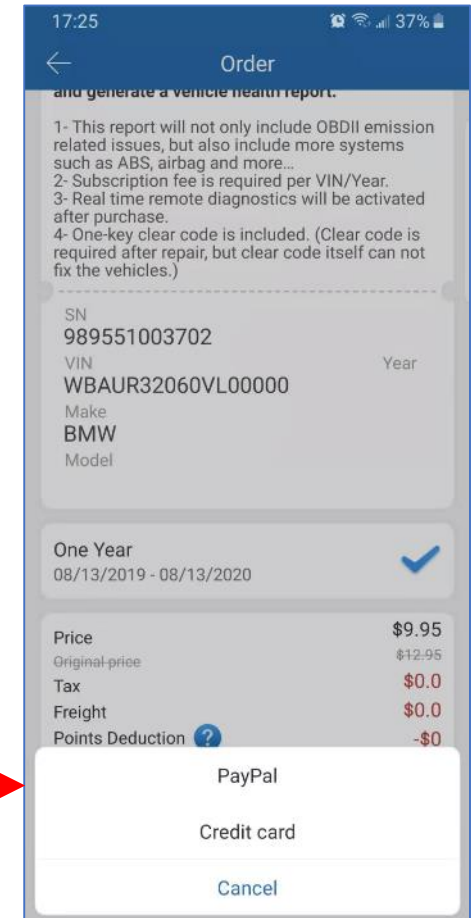 17:25 37%
Order
and generate a vehicle health report.
1- This report will not only include OBDII emission
related issues, but also include more systems
such as ABS, airbag and more...
2- Subscription fee is required per VIN/Year.
3- Real time remote diagnostics will be activated
after purchase.
4- One-key clear code is included. (Clear code is
required after repair, but clear code itself can not
fix the vehicles.)
SN
989551003702
VIN Year
WBAUR32060VL00000
Make
BMW
Model
One Year
08/13/2019 - 08/13/2020
Price $9.95
Original price $12.95
Tax $0.0
Freight $0.0
Points Deduction ? -$0
PayPal
Credit card
Cancel